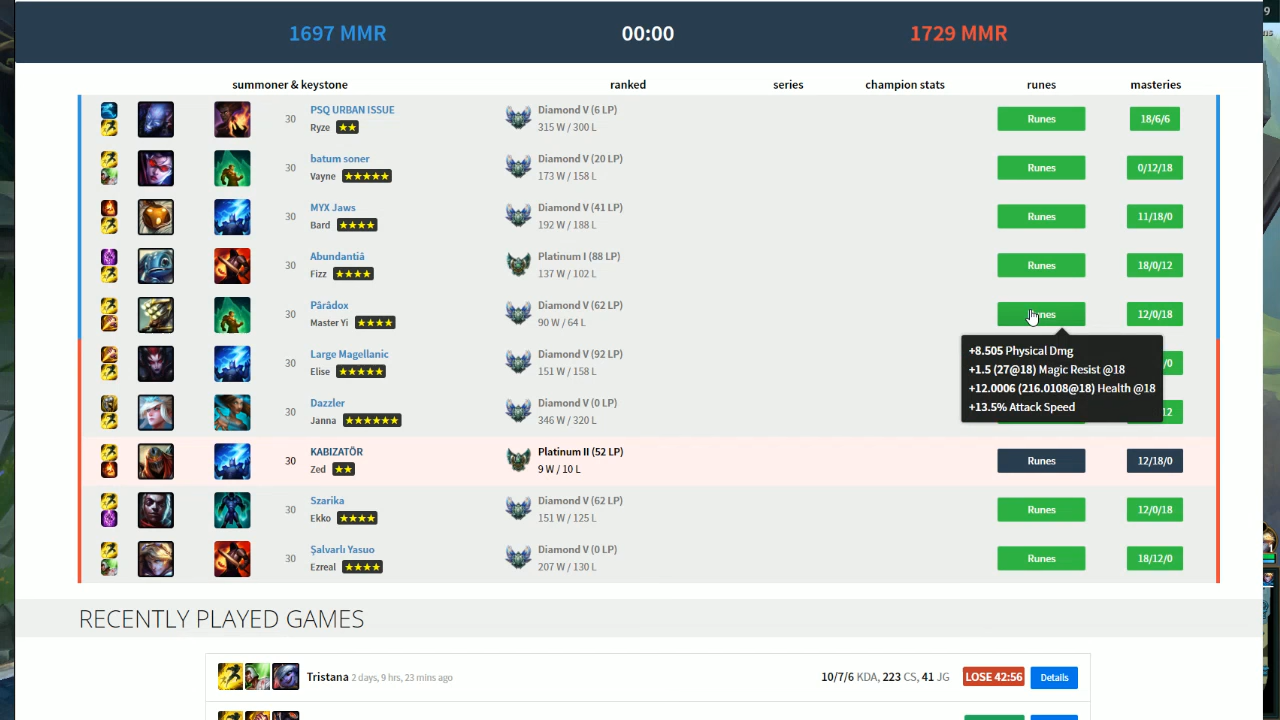 9
1697 MMR 00:00 1729 MMR
summoner & keystone ranked series champion stats runes masteries
30 PSQ URBAN ISSUE Diamond V (6 LP) Runes 18/6/6
Ryze ★★ 315 W / 300 L
30 batum soner Diamond V (20 LP) Runes 0/12/18
Vayne ★★★★★ 173 W / 158 L
30 MYX Jaws Diamond V (41 LP) Runes 11/18/0
Bard ★★★★ 192 W / 188 L
30 Abundantiâ Platinum I (88 LP) Runes 18/0/12
Fizz ★★★★ 137 W / 102 L
30 Pârâdox Diamond V (62 LP) 12/0/18
Master Yi ★★★★ 90 W / 64 L
+8.505 Physical Dmg
+1.5 (27@18) Magic Resist @18
+12.0006 (216.0108@18) Health @18
+13.5% Attack Speed
30 Large Magellanic Diamond V (92 LP) /0
Elise ★★★★★ 151 W / 158 L
30 Dazzler Diamond V (0 LP) 12
Janna ★★★★★★ 346 W / 320 L
30 KABIZATÖR Platinum II (52 LP) Runes 12/18/0
Zed ★★ 9 W / 10 L
30 Szarika Diamond V (62 LP) Runes 12/0/18
Ekko ★★★★ 151 W / 125 L
30 Şalvarlı Yasuo Diamond V (0 LP) Runes 18/12/0
Ezreal ★★★★ 207 W / 130 L
RECENTLY PLAYED GAMES
Tristana 2 days, 9 hrs, 23 mins ago 10/7/6 KDA, 223 CS, 41 JG LOSE 42:56 Details